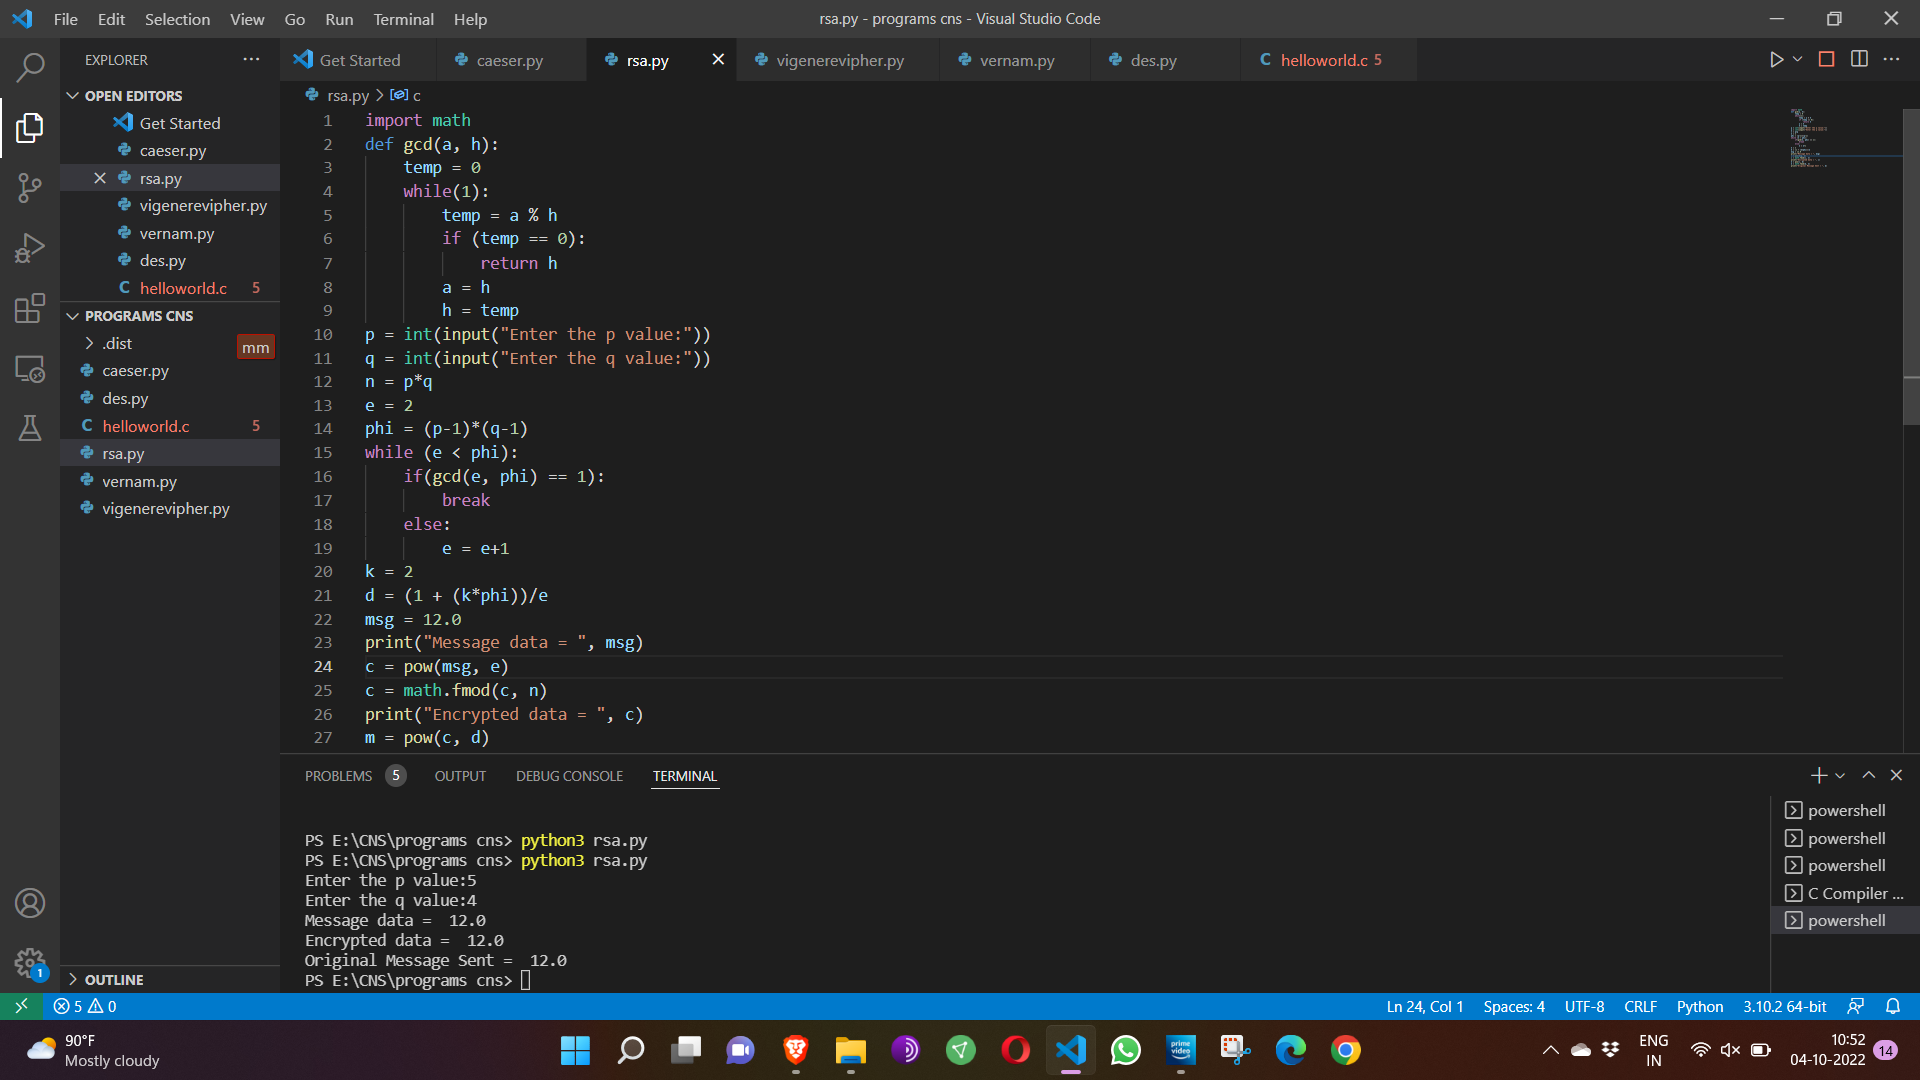 File Edit Selection View Go Run Terminal Help
rsa.py - programs cns - Visual Studio Code
EXPLORER
OPEN EDITORS
Get Started
caeser.py
rsa.py
vigenerevipher.py
vernam.py
des.py
helloworld.c 5
PROGRAMS CNS
.dist
mm
caeser.py
des.py
helloworld.c 5
rsa.py
vernam.py
vigenerevipher.py
OUTLINE
Get Started caeser.py rsa.py vigenerevipher.py vernam.py des.py C helloworld.c 5
rsa.py > c
1 import math
2 def gcd(a, h):
3 temp = 0
4 while(1):
5 temp = a % h
6 if (temp == 0):
7 return h
8 a = h
9 h = temp
10 p = int(input("Enter the p value:"))
11 q = int(input("Enter the q value:"))
12 n = p*q
13 e = 2
14 phi = (p-1)*(q-1)
15 while (e < phi):
16 if(gcd(e, phi) == 1):
17 break
18 else:
19 e = e+1
20 k = 2
21 d = (1 + (k*phi))/e
22 msg = 12.0
23 print("Message data = ", msg)
24 c = pow(msg, e)
25 c = math.fmod(c, n)
26 print("Encrypted data = ", c)
27 m = pow(c, d)
PROBLEMS 5 OUTPUT DEBUG CONSOLE TERMINAL
PS E:\CNS\programs cns> python3 rsa.py
PS E:\CNS\programs cns> python3 rsa.py
Enter the p value:5
Enter the q value:4
Message data =  12.0
Encrypted data =  12.0
Original Message Sent =  12.0
PS E:\CNS\programs cns>
powershell
powershell
powershell
C Compiler ...
powershell
1
5 0
Ln 24, Col 1 Spaces: 4 UTF-8 CRLF Python 3.10.2 64-bit
90°F
Mostly cloudy
prime video
ENG
IN
10:52
04-10-2022
14